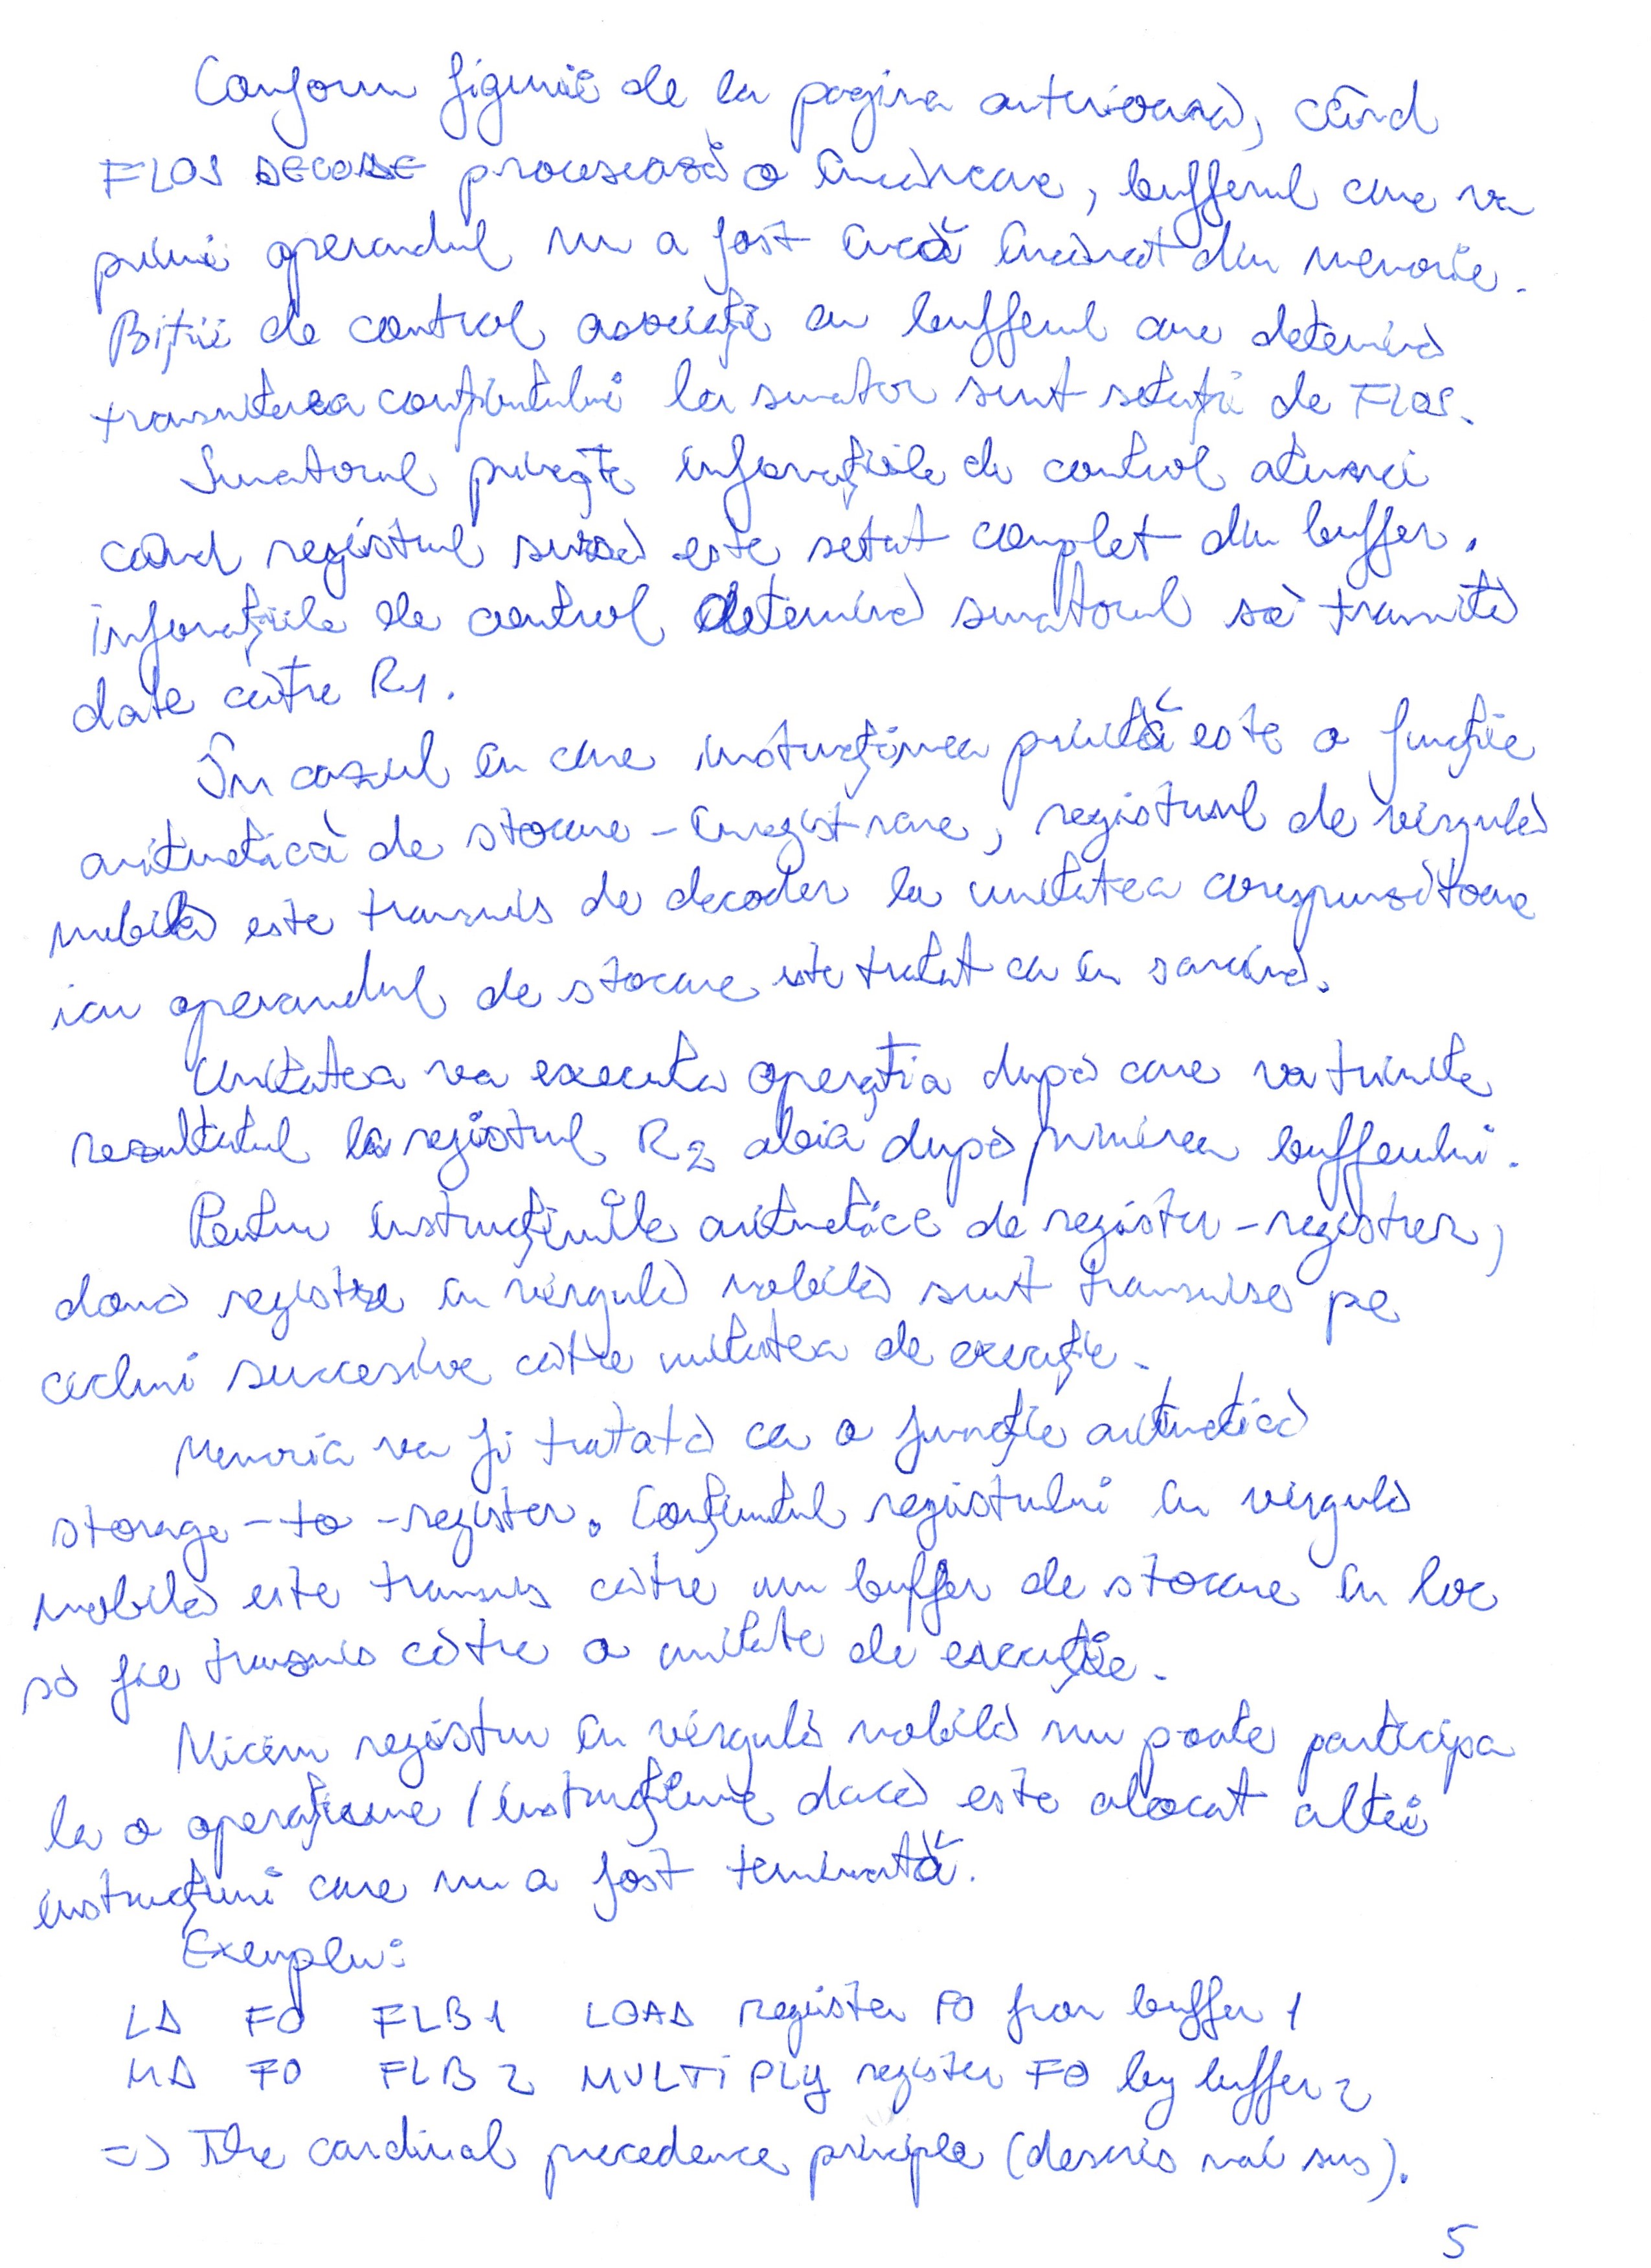 Conform figurii de la pagina anterioară, când
FLOS DECODE procesează o încărcare, bufferul care va
primi operandul nu a fost încă încărcat din memorie.
Biții de control asociați cu bufferul care determină
transmiterea conținutului la sumator sunt setați de FLOS.
Sumatorul primește informațiile de control atunci
când registrul sursă este setat complet din buffer.
Informațiile de control determină sumatorul să transmită
date către R1.
În cazul în care instrucțiunea primită este o funcție
aritmetică de stocare - înregistrare, registrul de virgulă
mobilă este transmis de decoder la unitatea corespunzătoare
iar operandul de stocare este tratat ca în sarcină.
Unitatea va executa operația după care va trimite
rezultatul la registrul R2 abia după primirea bufferului.
Pentru instrucțiunile aritmetice de registru - registru,
două registre în virgulă mobilă sunt transmise pe
cicluri succesive către unitatea de execuție.
Memoria va fi tratată ca o funcție aritmetică
storage - to - register. Conținutul registrului în virgulă
mobilă este transmis către un buffer de stocare în loc
să fie transmis către o unitate de execuție.
Niciun registru în virgulă mobilă nu poate participa
la o operațiune / instrucțiune dacă este alocat altei
instrucțiuni care nu a fost terminată.
Exemplu:
LD F0 FLB1 LOAD register F0 from buffer 1
MD F0 FLB2 MULTIPLY register F0 by buffer 2
=) The cardinal precedence principle (descris mai sus).
5